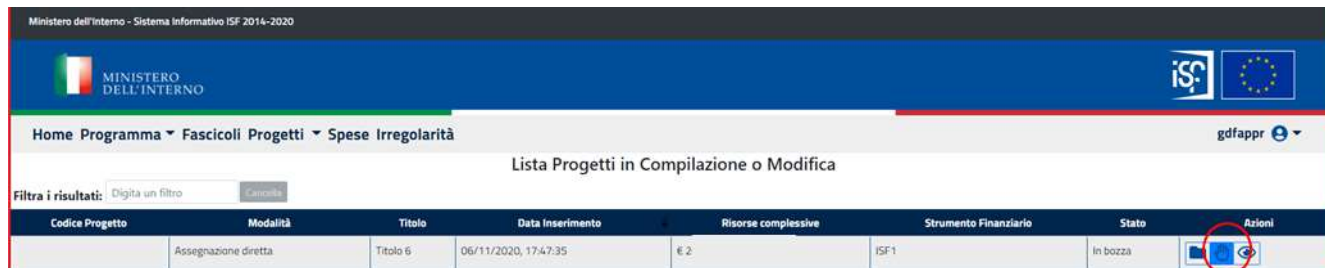 Ministero dell'Interno - Sistema Informativo ISF 2014-2020
MINISTERO
DELL'INTERNO
iSF
Home Programma Fascicoli Progetti Spese Irregolarità gdfappr
Lista Progetti in Compilazione o Modifica
Filtra i risultati: Digita un filtro Cancella
Codice Progetto Modalità Titolo Data Inserimento Risorse complessive Strumento Finanziario Stato Azioni
Assegnazione diretta Titolo 6 06/11/2020, 17:47:35 € 2 ISF1 In bozza